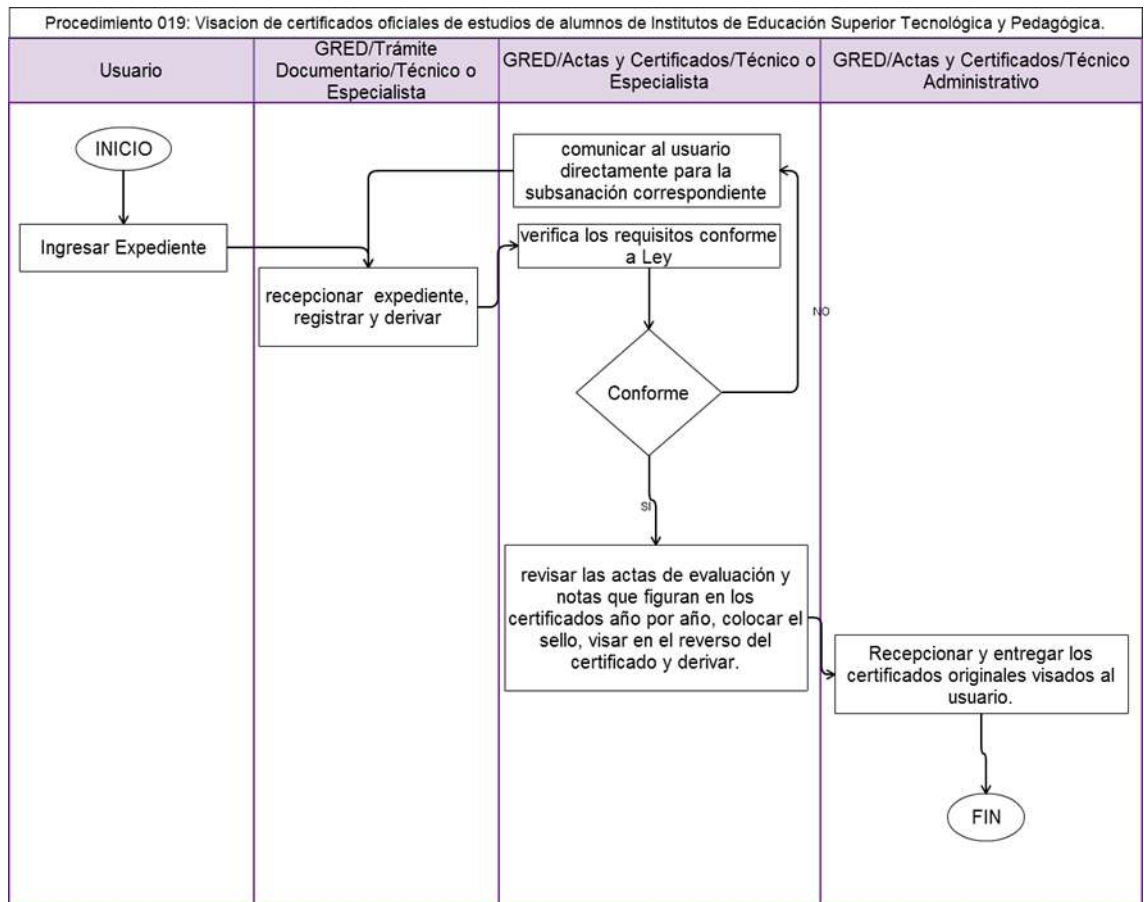 Procedimiento 019: Visacion de certificados oficiales de estudios de alumnos de Institutos de Educación Superior Tecnológica y Pedagógica.
Usuario
GRED/Trámite
Documentario/Técnico o
Especialista
GRED/Actas y Certificados/Técnico o
Especialista
GRED/Actas y Certificados/Técnico
Administrativo
INICIO
Ingresar Expediente
recepcionar expediente,
registrar y derivar
comunicar al usuario
directamente para la
subsanación correspondiente
verifica los requisitos conforme
a Ley
NO
Conforme
SI
revisar las actas de evaluación y
notas que figuran en los
certificados año por año, colocar el
sello, visar en el reverso del
certificado y derivar.
Recepcionar y entregar los
certificados originales visados al
usuario.
FIN